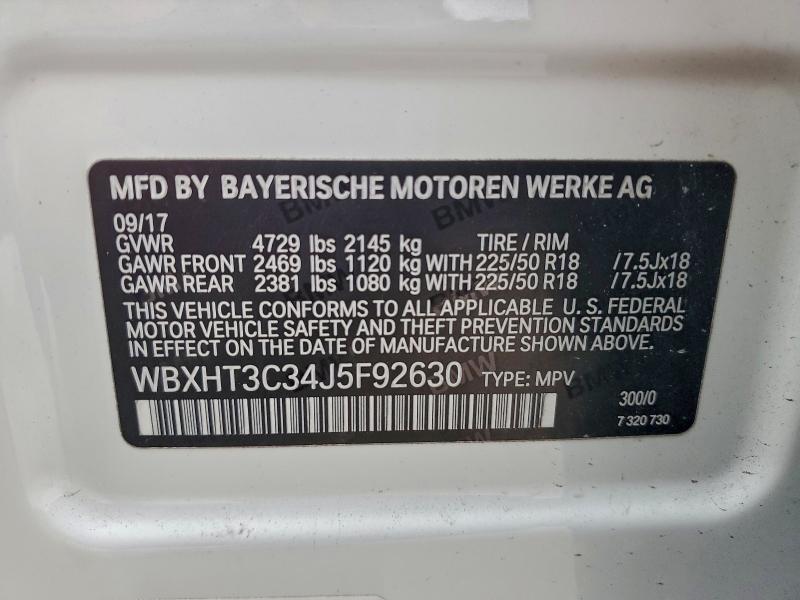 MFD BY BAYERISCHE MOTOREN WERKE AG
09/17
GVWR 4729 lbs 2145 kg TIRE / RIM
GAWR FRONT 2469 lbs 1120 kg WITH 225/50 R18 /7.5Jx18
GAWR REAR 2381 lbs 1080 kg WITH 225/50 R18 /7.5Jx18
THIS VEHICLE CONFORMS TO ALL APPLICABLE U. S. FEDERAL
MOTOR VEHICLE SAFETY AND THEFT PREVENTION STANDARDS
IN EFFECT ON THE DATE OF MANUFACTURE SHOWN ABOVE.
WBXHT3C34J5F92630 TYPE: MPV
300/0
7 320 730